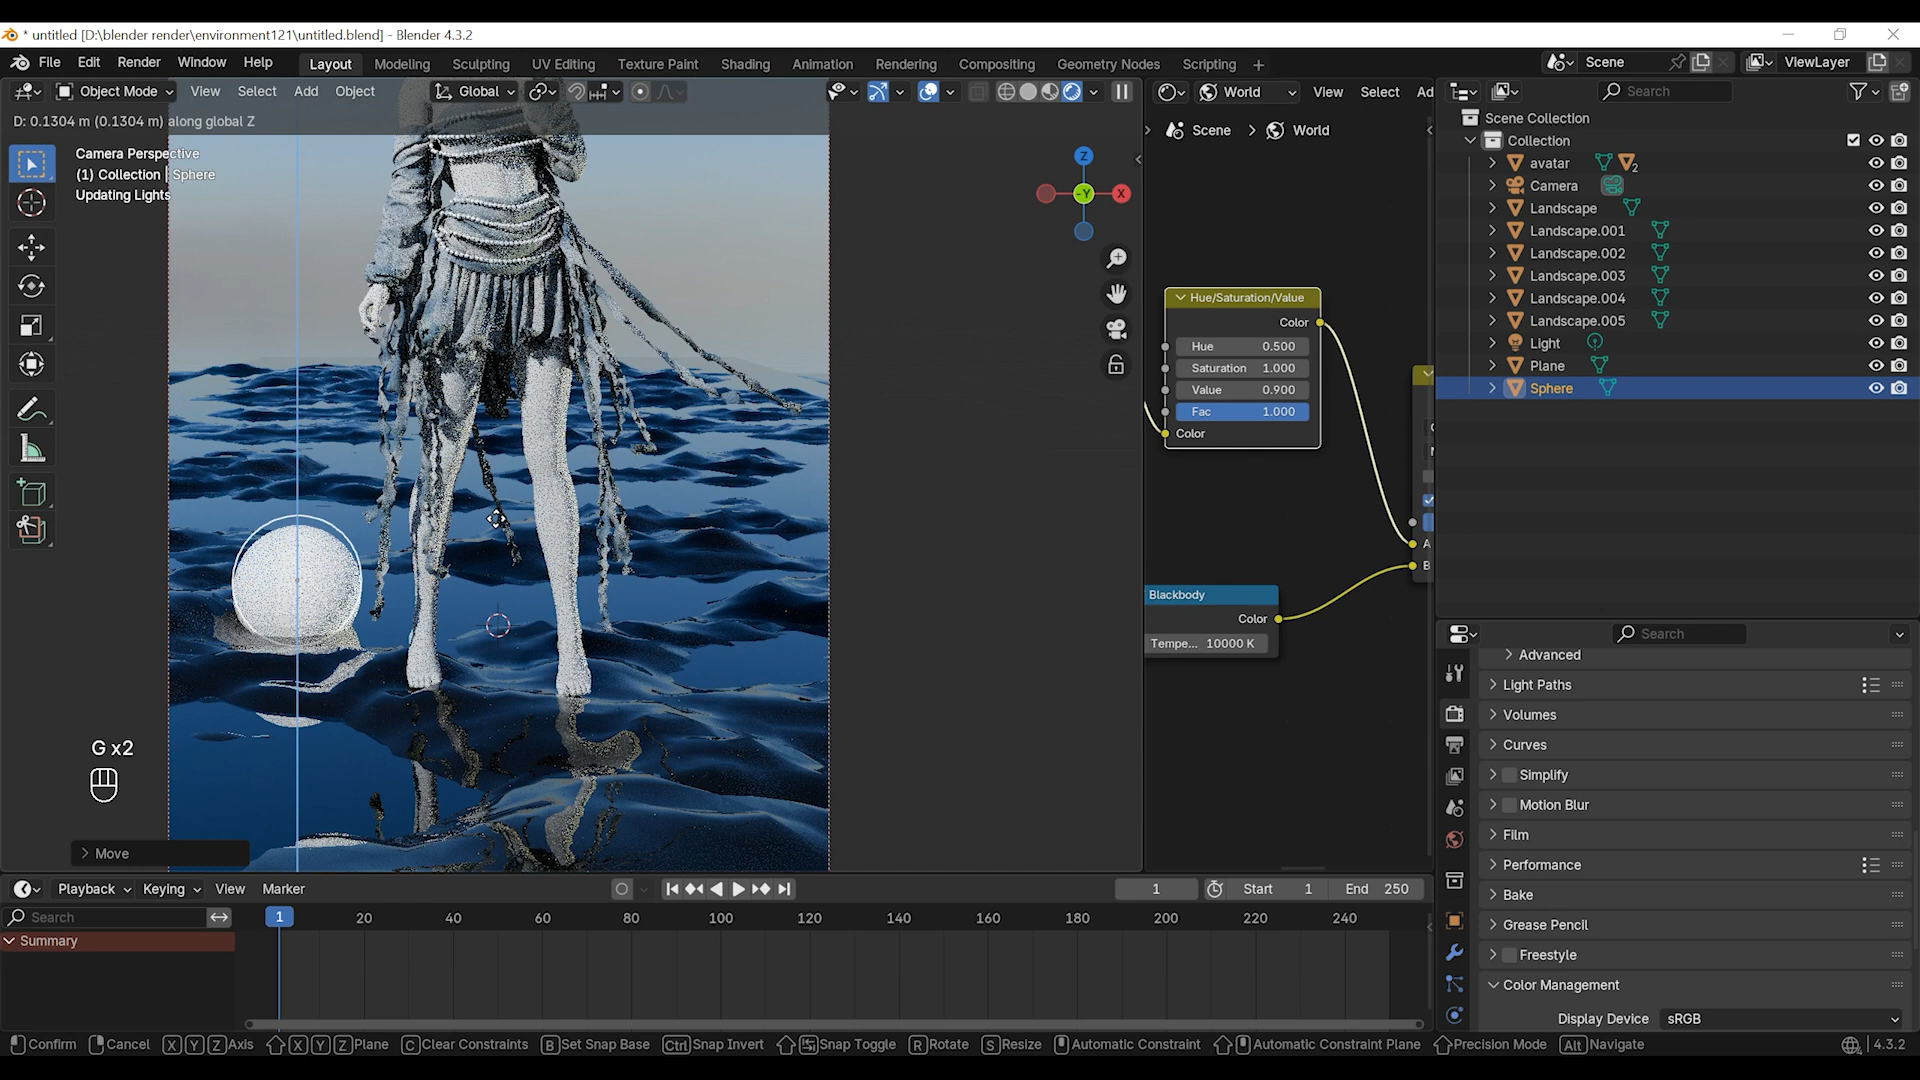 * untitled [D:\blender render\environment121\untitled.blend] - Blender 4.3.2
File Edit Render Window Help Layout Modeling Sculpting UV Editing Texture Paint Shading Animation Rendering Compositing Geometry Nodes Scripting + Scene ViewLayer
Object Mode View Select Add Object Global World View Select Ad Search
D: 0.1304 m (0.1304 m) along global Z
Camera Perspective
(1) Collection | Sphere
Updating Lights
Z
-Y X
Scene > World
Hue/Saturation/Value
Color
Hue 0.500
Saturation 1.000
Value 0.900
Fac 1.000
Color
A
B
Blackbody
Color
Tempe... 10000 K
Scene Collection
Collection
avatar 2
Camera
Landscape
Landscape.001
Landscape.002
Landscape.003
Landscape.004
Landscape.005
Light
Plane
Sphere
Search
Advanced
Light Paths
Volumes
Curves
Simplify
Motion Blur
Film
Performance
Bake
Grease Pencil
Freestyle
Color Management
Display Device sRGB
G x2
Move
Playback Keying View Marker 1 Start 1 End 250
Search 1 20 40 60 80 100 120 140 160 180 200 220 240
Summary
Confirm Cancel X Y Z Axis X Y Z Plane C Clear Constraints B Set Snap Base Ctrl Snap Invert Snap Toggle R Rotate S Resize Automatic Constraint Automatic Constraint Plane Precision Mode Alt Navigate 4.3.2